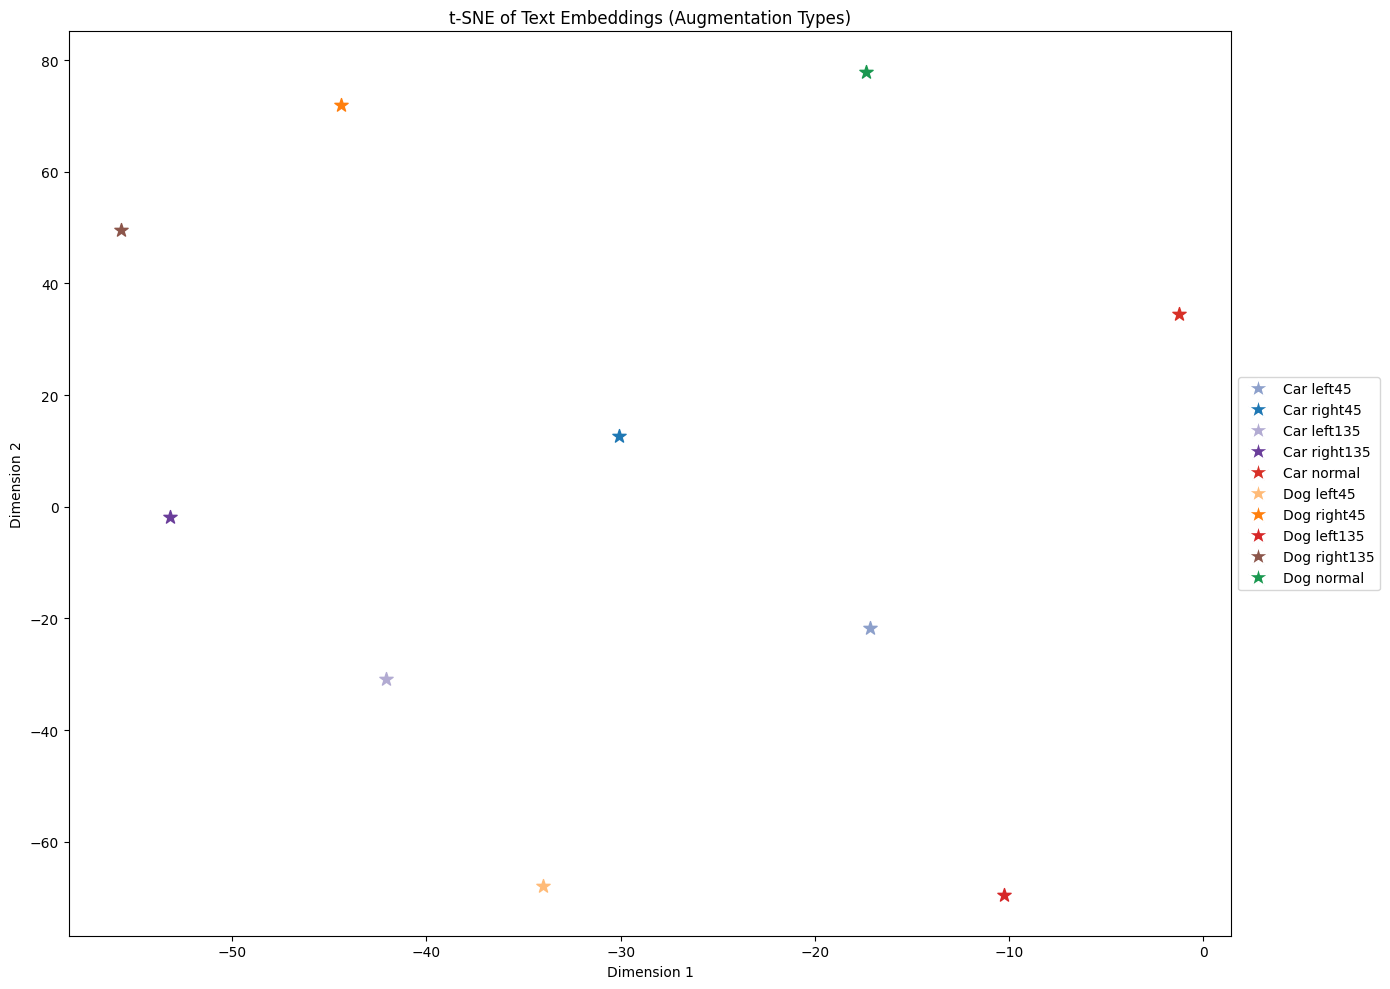 t-SNE of Text Embeddings (Augmentation Types)
80
60
40
20
0
−20
−40
−60
Dimension 2
−50
−40
−30
−20
−10
0
Dimension 1
Car left45
Car right45
Car left135
Car right135
Car normal
Dog left45
Dog right45
Dog left135
Dog right135
Dog normal